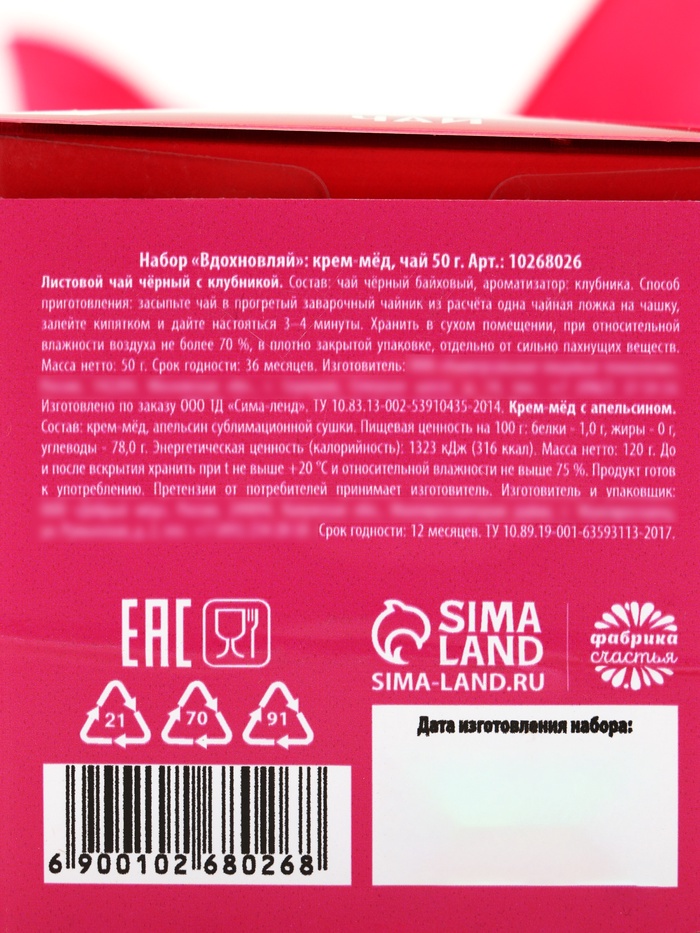 Набор «Вдохновляй»: крем-мёд, чай 50 г. Арт.: 10268026
Листовой чай чёрный с клубникой. Состав: чай чёрный байховый, ароматизатор: клубника. Способ
приготовления: засыпьте чай в прогретый заварочный чайник из расчёта одна чайная ложка на чашку,
залейте кипятком и дайте настояться 3–4 минуты. Хранить в сухом помещении, при относительной
влажности воздуха не более 70 %, в плотно закрытой упаковке, отдельно от сильно пахнущих веществ.
Масса нетто: 50 г. Срок годности: 36 месяцев. Изготовитель:
Изготовлено по заказу ООО ТД «Сима-ленд». ТУ 10.83.13-002-53910435-2014. Крем-мёд с апельсином.
Состав: крем-мёд, апельсин сублимационной сушки. Пищевая ценность на 100 г: белки - 1,0 г, жиры - 0 г,
углеводы - 78,0 г. Энергетическая ценность (калорийность): 1323 кДж (316 ккал). Масса нетто: 120 г. До
и после вскрытия хранить при t не выше +20 °С и относительной влажности не выше 75 %. Продукт готов
к употреблению. Претензии от потребителей принимает изготовитель. Изготовитель и упаковщик:
Срок годности: 12 месяцев. ТУ 10.89.19-001-63593113-2017.
EAC
SIMA
LAND
SIMA-LAND.RU
фабрика
счастья
21 70 91
Дата изготовления набора:
6 900102 680268